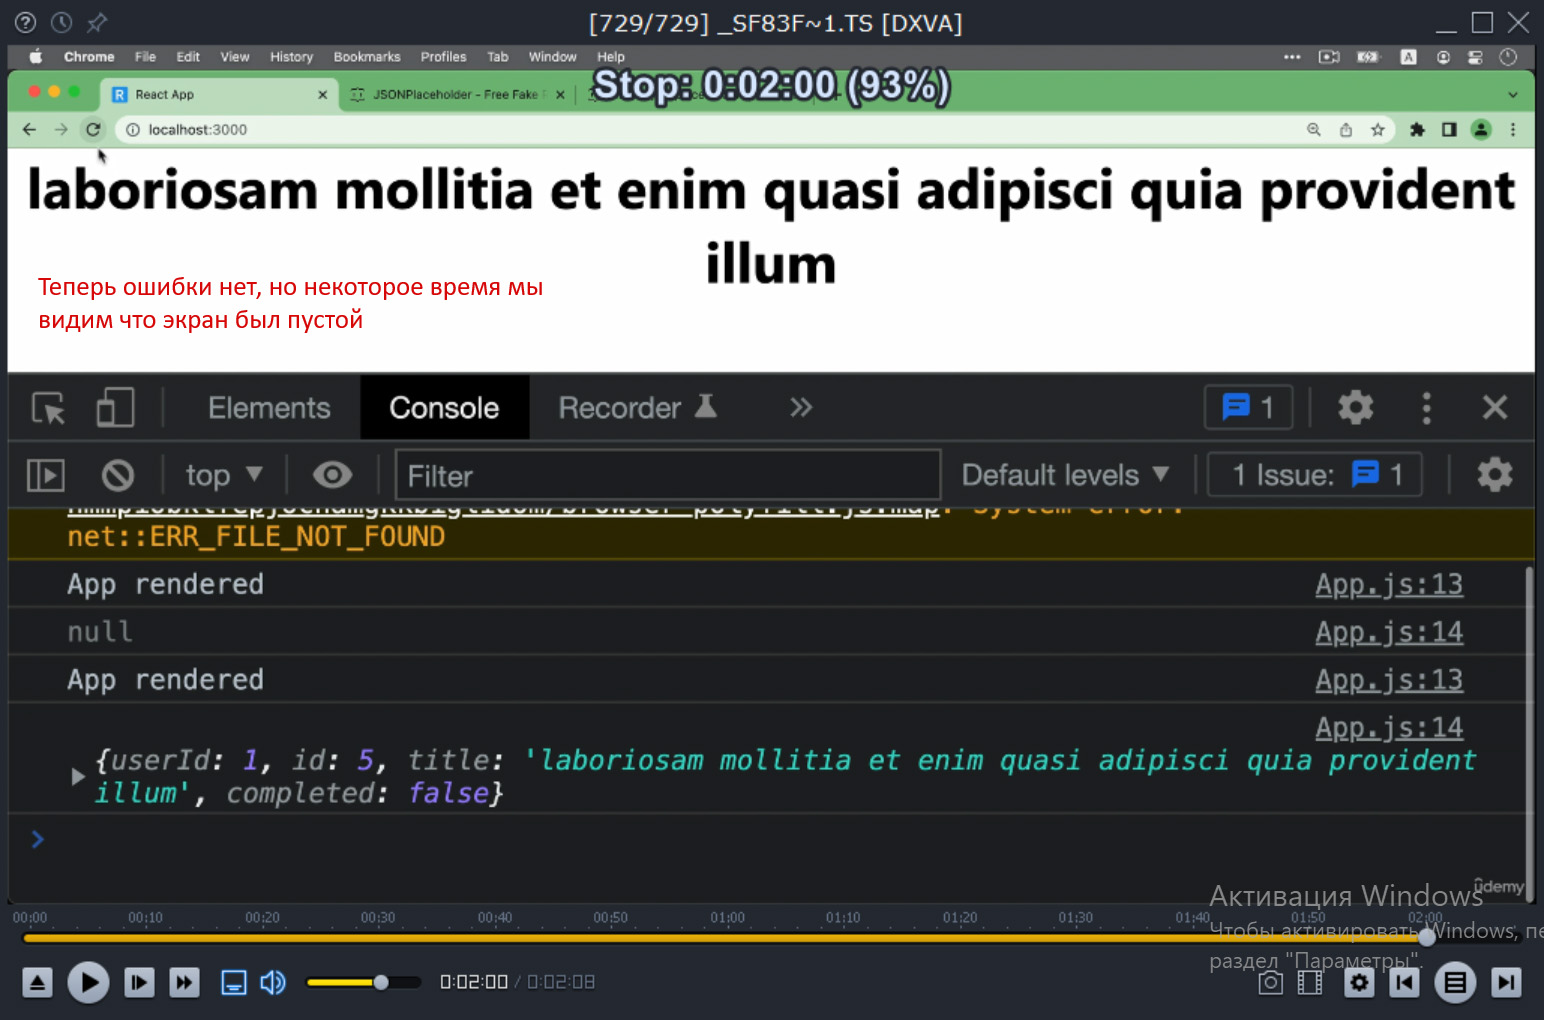 [729/729] _SF83F~1.TS [DXVA]
Chrome File Edit View History Bookmarks Profiles Tab Window Help
A
Stop: 0:02:00 (93%)
R React App
JSONPlaceholder - Free Fake
localhost:3000
laboriosam mollitia et enim quasi adipisci quia provident
illum
Теперь ошибки нет, но некоторое время мы
видим что экран был пустой
Elements Console Recorder 1
top Filter Default levels 1 Issue: 1
System error:
net::ERR_FILE_NOT_FOUND
App rendered App.js:13
null App.js:14
App rendered App.js:13
App.js:14
{userId: 1, id: 5, title: 'laboriosam mollitia et enim quasi adipisci quia provident
illum', completed: false}
ûdemy
Активация Windows
Чтобы активировать Windows, пе
раздел "Параметры".
00:00 00:10 00:20 00:30 00:40 00:50 01:00 01:10 01:20 01:30 01:40 01:50 02:00
0:02:00 / 0:02:08